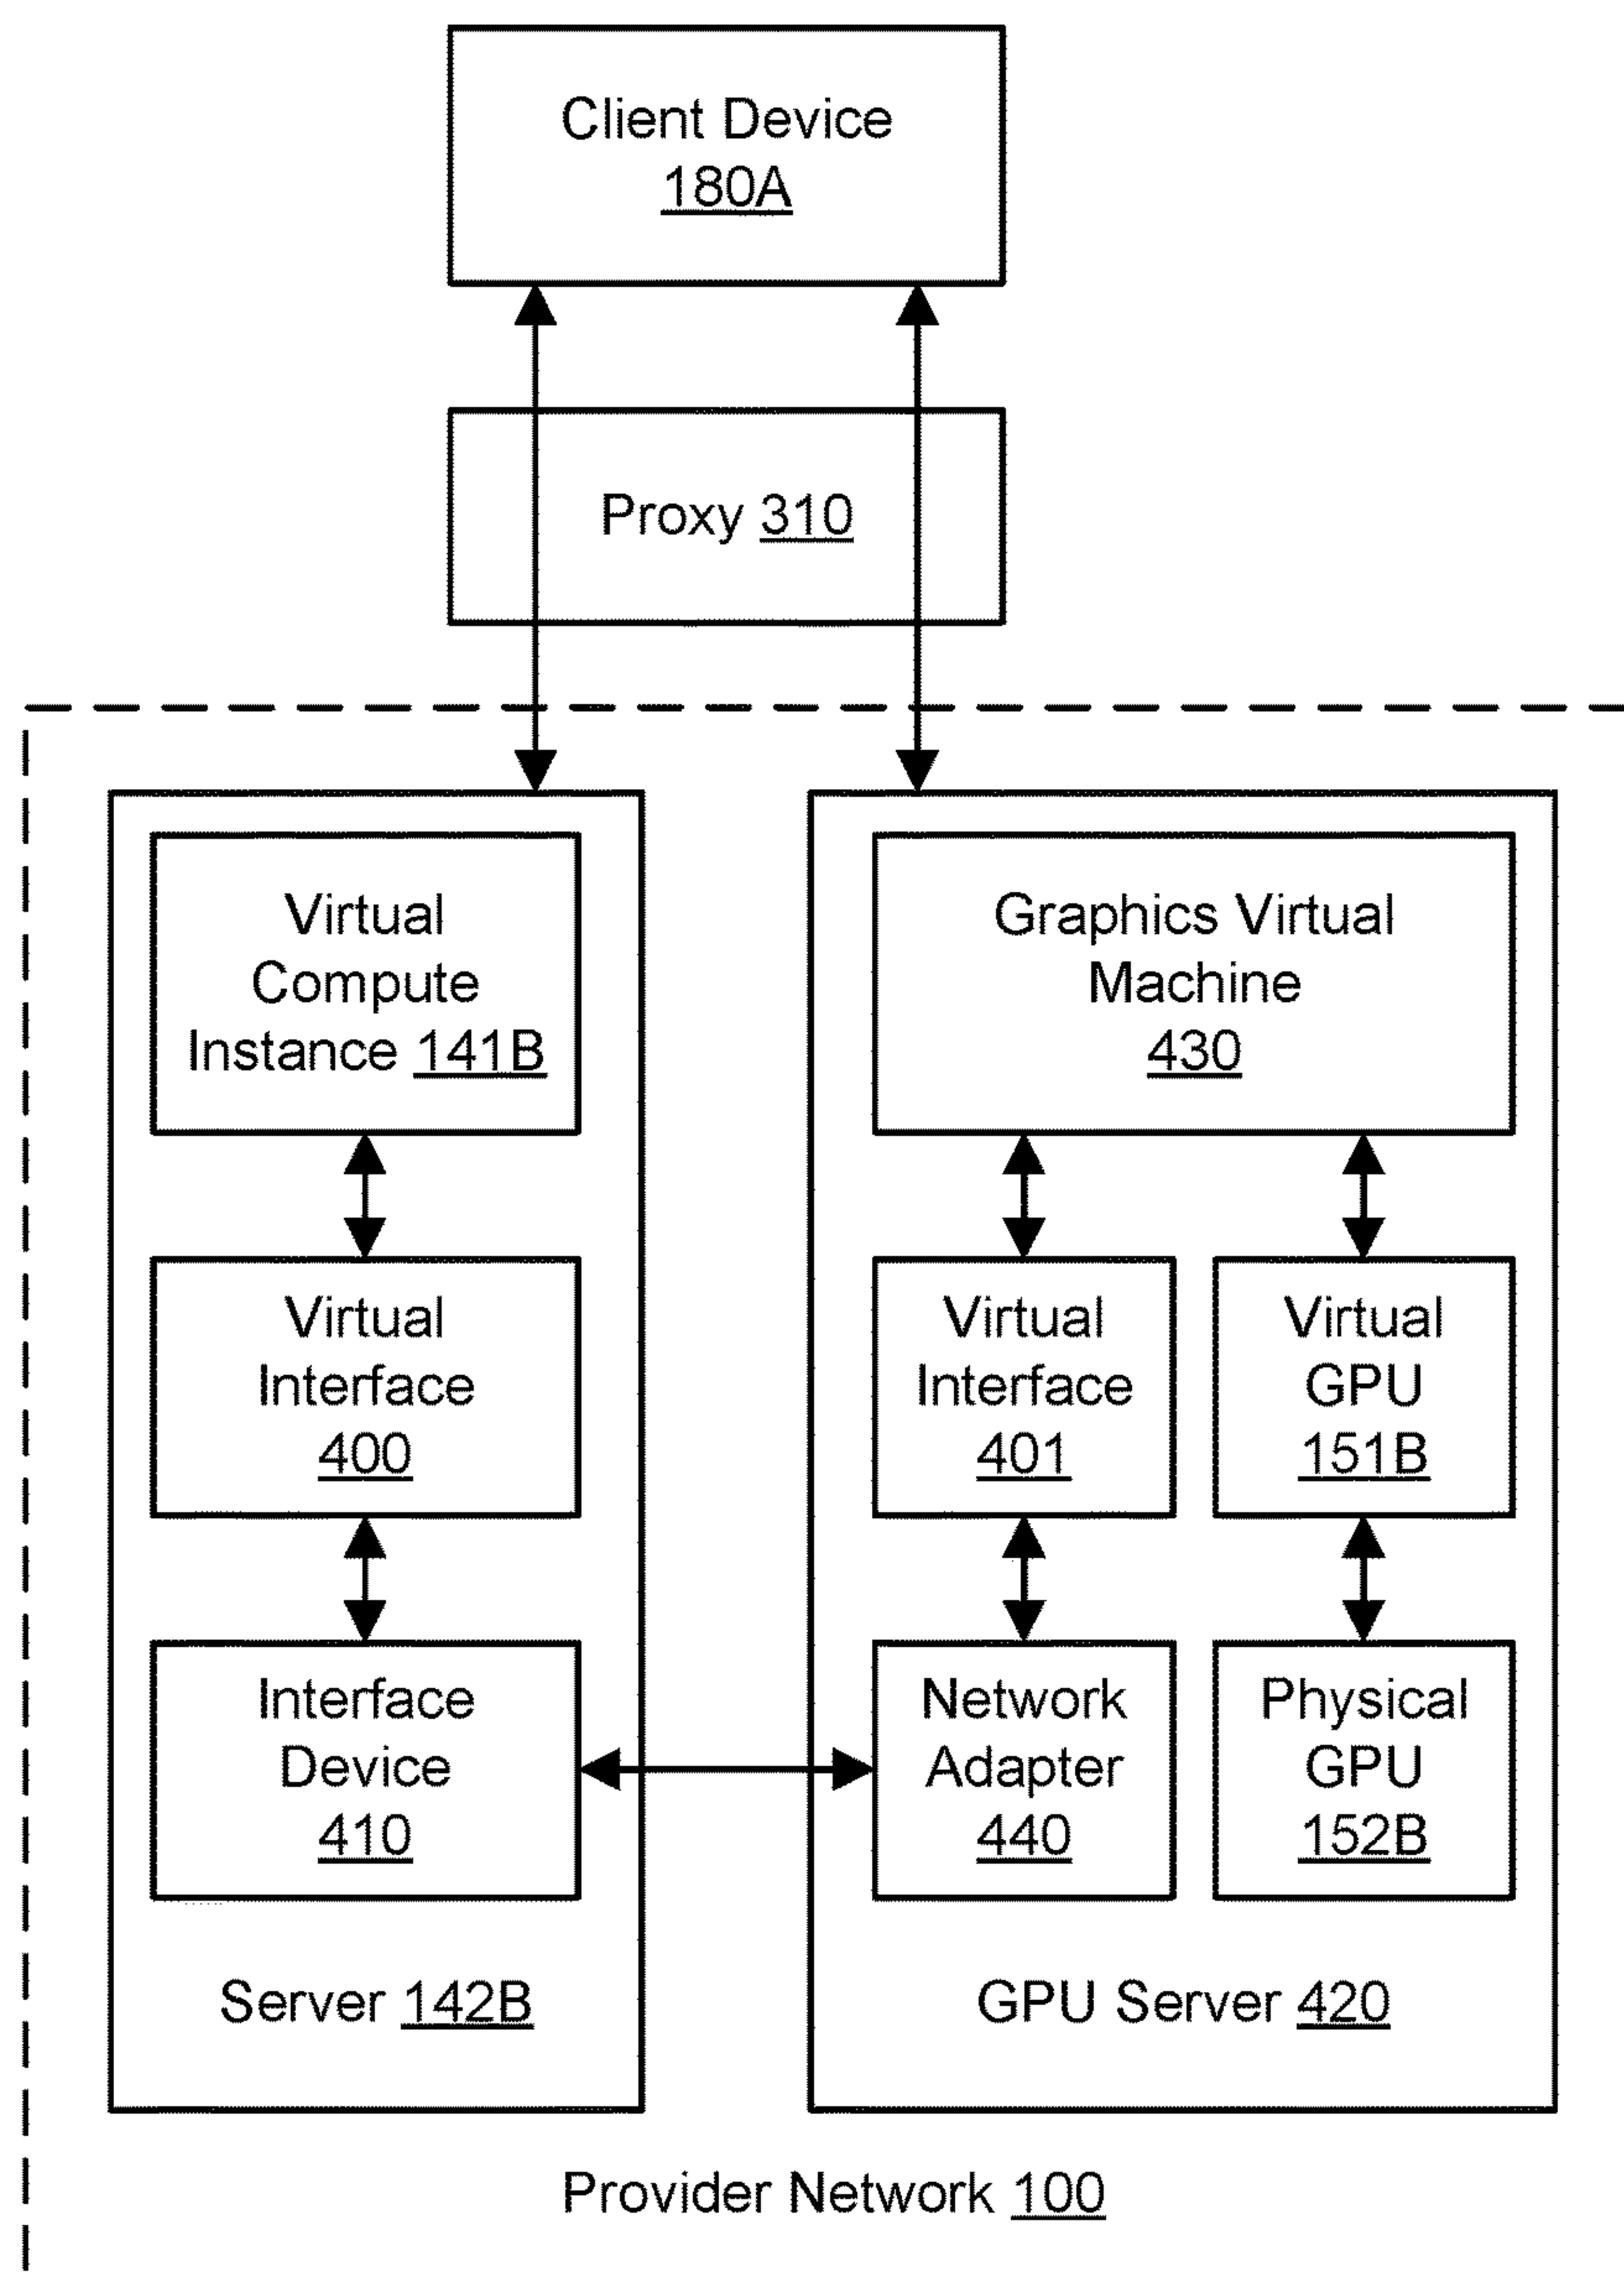 Client Device
180A
Proxy 310
Virtual
Compute
Instance 141B
Graphics Virtual
Machine
430
Virtual
Interface
400
Virtual
Interface
401
Virtual
GPU
151B
Interface
Device
410
Network
Adapter
440
Physical
GPU
152B
Server 142B
GPU Server 420
Provider Network 100